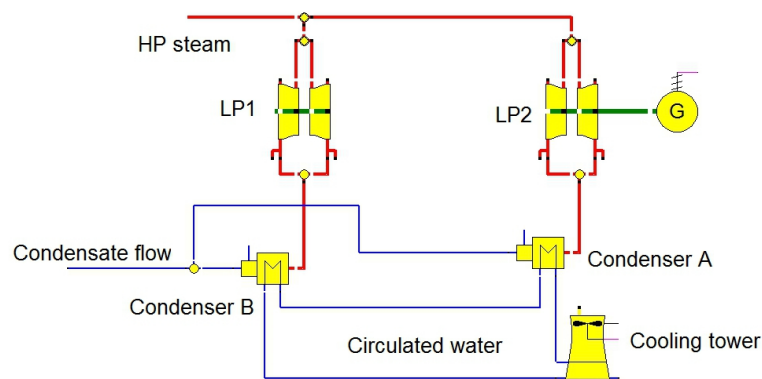 HP steam
LP1
LP2
G
Condensate flow
Condenser A
Condenser B
Circulated water
Cooling tower